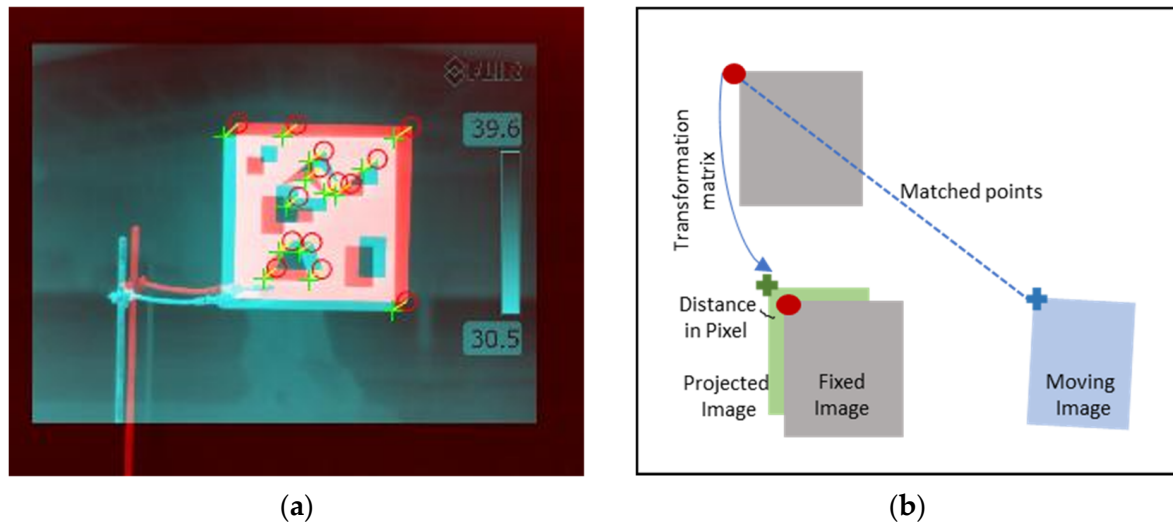 FLIR
39.6
30.5
(a)
Transformation
matrix
Matched points
Distance
in Pixel
Projected
Image
Fixed
Image
Moving
Image
(b)